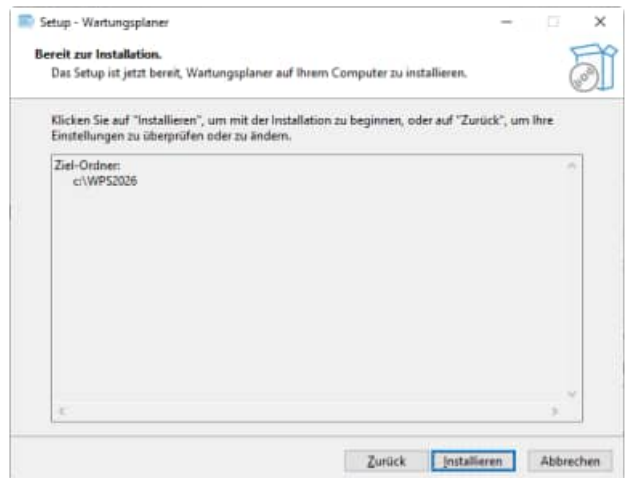 Setup - Wartungsplaner
Bereit zur Installation.
Das Setup ist jetzt bereit, Wartungsplaner auf Ihrem Computer zu installieren.
Klicken Sie auf "Installieren", um mit der Installation zu beginnen, oder auf "Zurück", um Ihre
Einstellungen zu überprüfen oder zu ändern.
Ziel-Ordner:
c:\WPS2026
Zurück
Installieren
Abbrechen